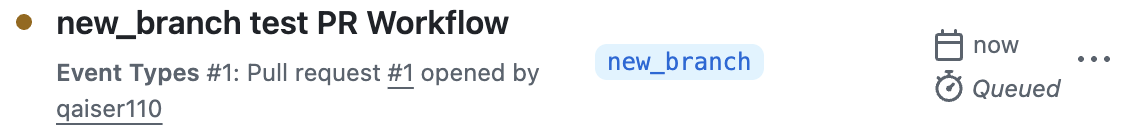 new_branch test PR Workflow
Event Types #1: Pull request #1 opened by
qaiser110
new_branch
now
Queued